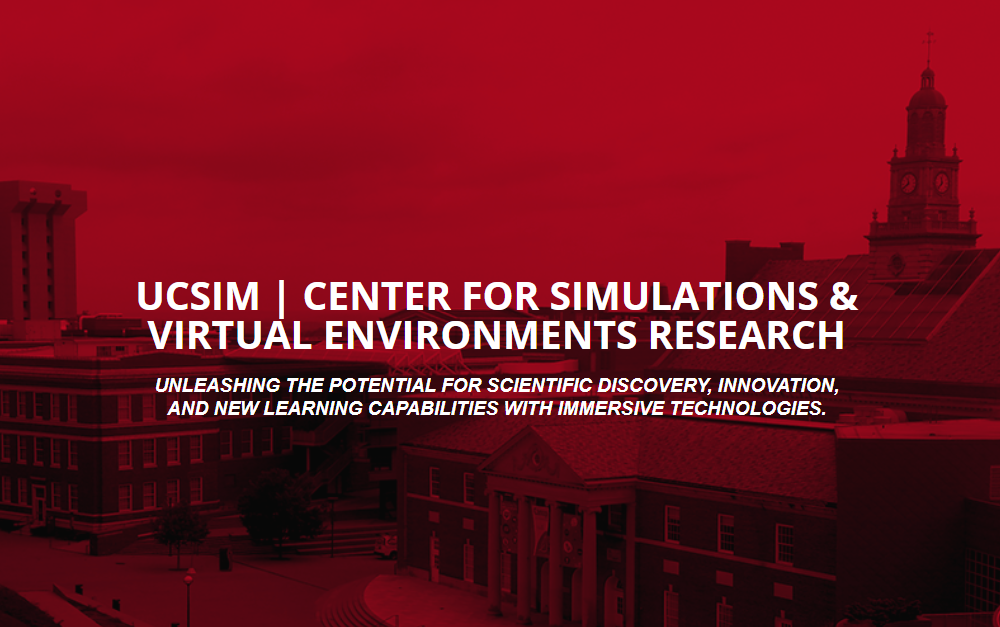 UCSIM | CENTER FOR SIMULATIONS &
VIRTUAL ENVIRONMENTS RESEARCH
UNLEASHING THE POTENTIAL FOR SCIENTIFIC DISCOVERY, INNOVATION,
AND NEW LEARNING CAPABILITIES WITH IMMERSIVE TECHNOLOGIES.